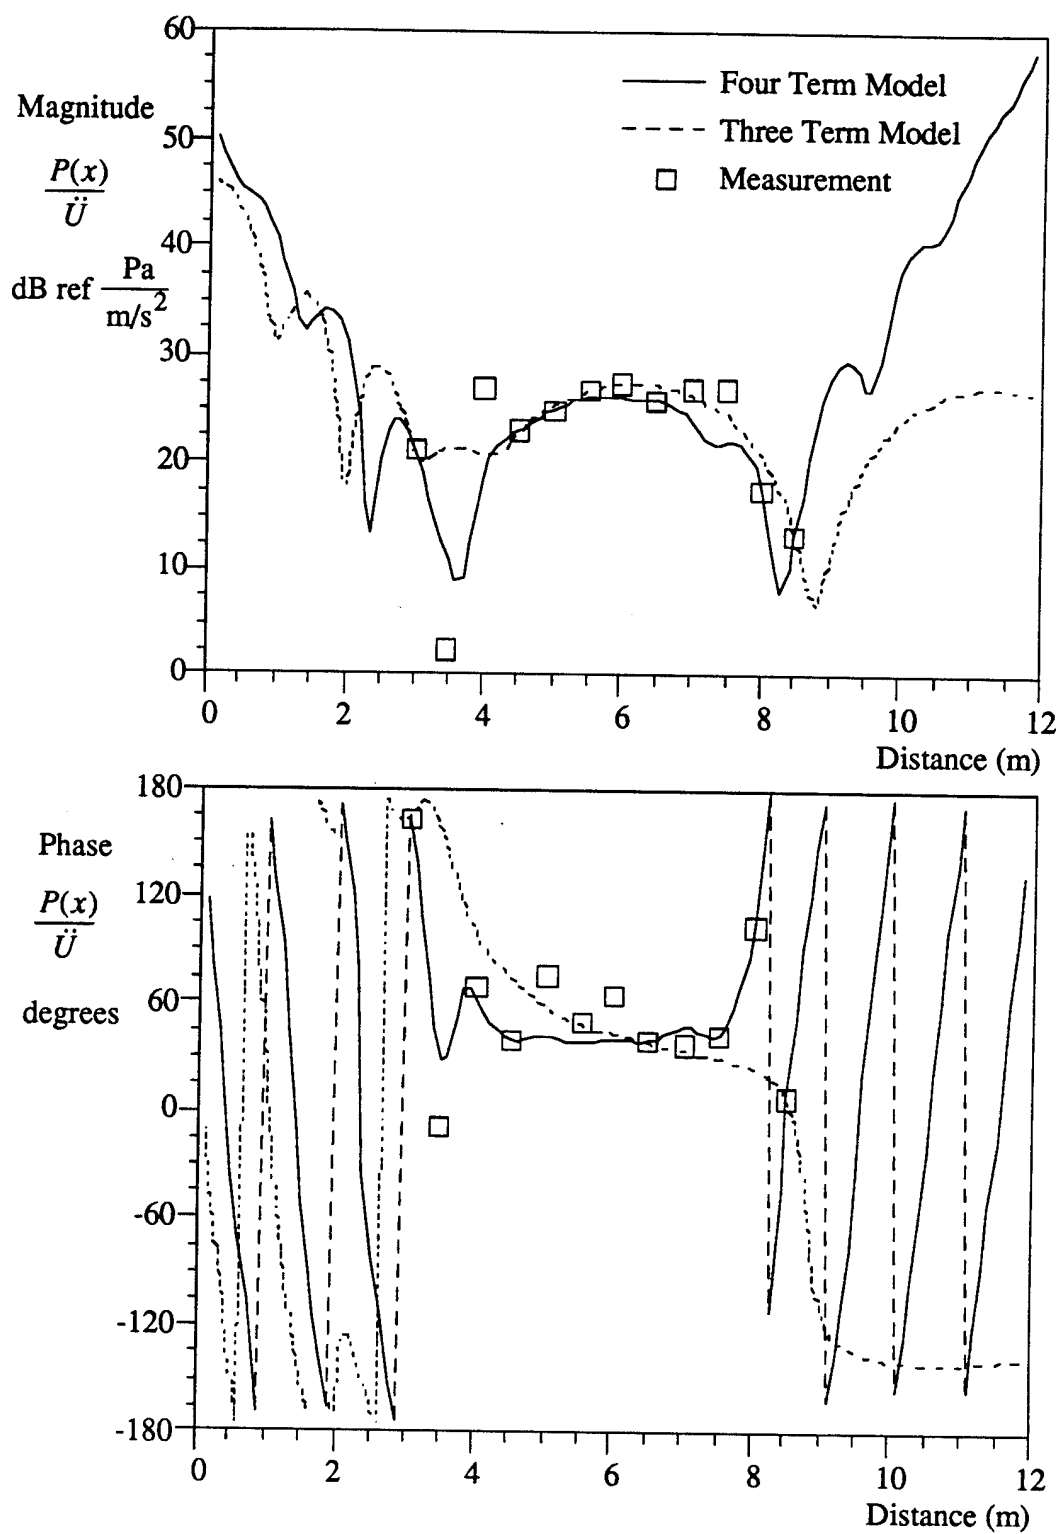 60
50
40
30
20
10
0
Magnitude
P(x)
Ü
dB ref Pa
m/s²
Four Term Model
Three Term Model
Measurement
0 2 4 6 8 10 12
Distance (m)
180
120
60
0
-60
-120
-180
Phase
P(x)
Ü
degrees
0 2 4 6 8 10 12
Distance (m)